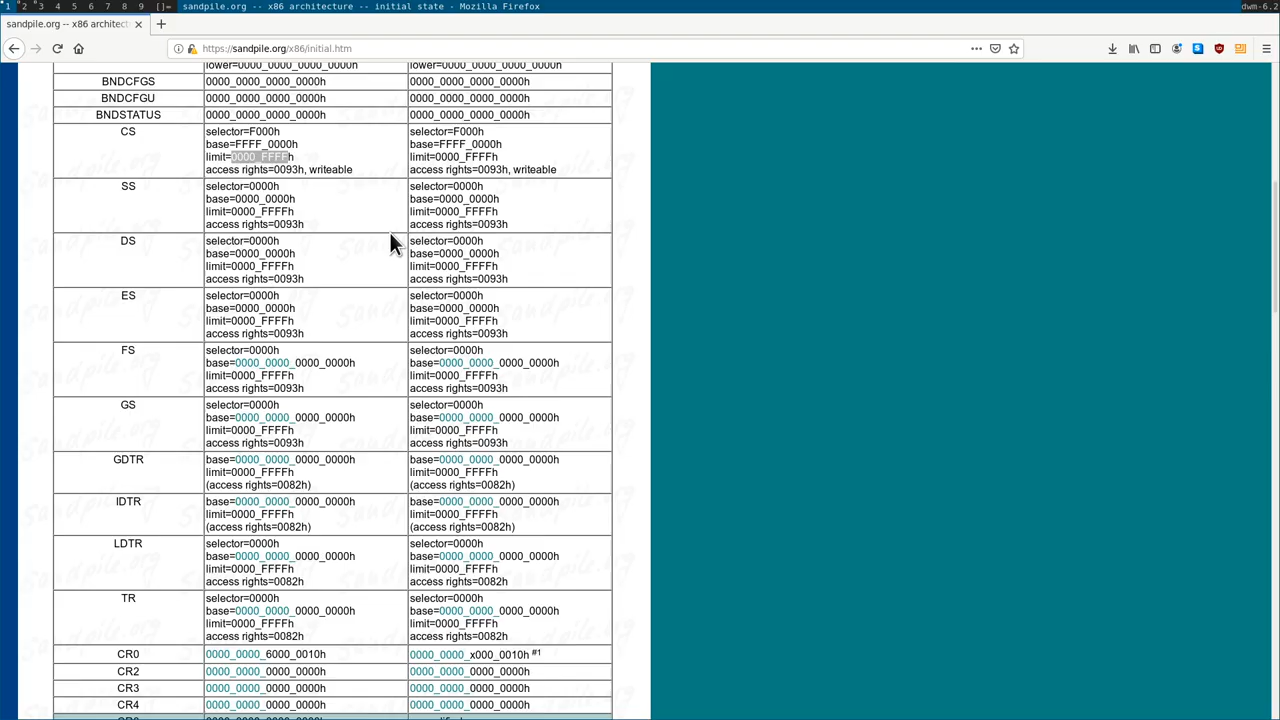 1 2 3 4 5 6 7 8 9 []= sandpile.org -- x86 architecture -- initial state - Mozilla Firefox dwm-6.2
sandpile.org -- x86 architect
https://sandpile.org/x86/initial.htm
lower=0000_0000_0000_0000h lower=0000_0000_0000_0000h
BNDCFGS 0000_0000_0000_0000h 0000_0000_0000_0000h
BNDCFGU 0000_0000_0000_0000h 0000_0000_0000_0000h
BNDSTATUS 0000_0000_0000_0000h 0000_0000_0000_0000h
CS selector=F000h selector=F000h
base=FFFF_0000h base=FFFF_0000h
limit=0000_FFFFh limit=0000_FFFFh
access rights=0093h, writeable access rights=0093h, writeable
SS selector=0000h selector=0000h
base=0000_0000h base=0000_0000h
limit=0000_FFFFh limit=0000_FFFFh
access rights=0093h access rights=0093h
DS selector=0000h selector=0000h
base=0000_0000h base=0000_0000h
limit=0000_FFFFh limit=0000_FFFFh
access rights=0093h access rights=0093h
ES selector=0000h selector=0000h
base=0000_0000h base=0000_0000h
limit=0000_FFFFh limit=0000_FFFFh
access rights=0093h access rights=0093h
FS selector=0000h selector=0000h
base=0000_0000_0000_0000h base=0000_0000_0000_0000h
limit=0000_FFFFh limit=0000_FFFFh
access rights=0093h access rights=0093h
GS selector=0000h selector=0000h
base=0000_0000_0000_0000h base=0000_0000_0000_0000h
limit=0000_FFFFh limit=0000_FFFFh
access rights=0093h access rights=0093h
GDTR base=0000_0000_0000_0000h base=0000_0000_0000_0000h
limit=0000_FFFFh limit=0000_FFFFh
(access rights=0082h) (access rights=0082h)
IDTR base=0000_0000_0000_0000h base=0000_0000_0000_0000h
limit=0000_FFFFh limit=0000_FFFFh
(access rights=0082h) (access rights=0082h)
LDTR selector=0000h selector=0000h
base=0000_0000_0000_0000h base=0000_0000_0000_0000h
limit=0000_FFFFh limit=0000_FFFFh
access rights=0082h access rights=0082h
TR selector=0000h selector=0000h
base=0000_0000_0000_0000h base=0000_0000_0000_0000h
limit=0000_FFFFh limit=0000_FFFFh
access rights=0082h access rights=0082h
CR0 0000_0000_6000_0010h 0000_0000_x000_0010h #1
CR2 0000_0000_0000_0000h 0000_0000_0000_0000h
CR3 0000_0000_0000_0000h 0000_0000_0000_0000h
CR4 0000_0000_0000_0000h 0000_0000_0000_0000h